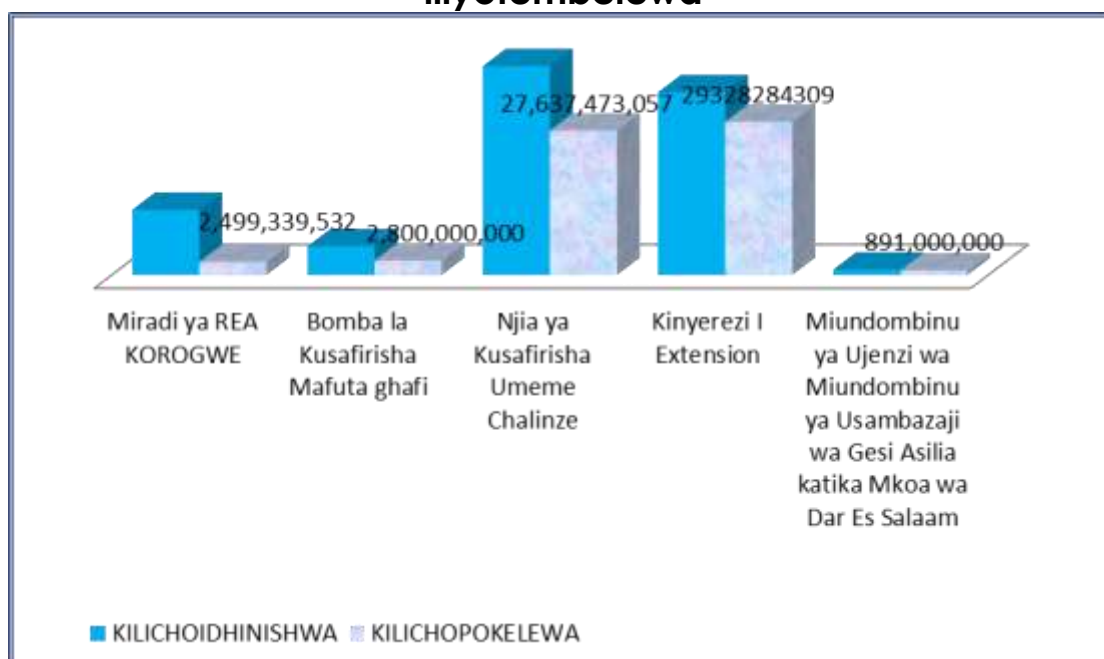 iliyotembelewa
27,637,473,057
29328284309
2,499,339,532
2,800,000,000
891,000,000
Miradi ya REA
KOROGWE
Bomba la
Kusafirisha
Mafuta ghafi
Njia ya
Kusafirisha
Umeme
Chalinze
Kinyerezi I
Extension
Miundombinu
ya Ujenzi wa
Miundombinu
ya Usambazaji
wa Gesi Asilia
katika Mkoa wa
Dar Es Salaam
KILICHOIDHINISHWA
KILICHOPOKELEWA